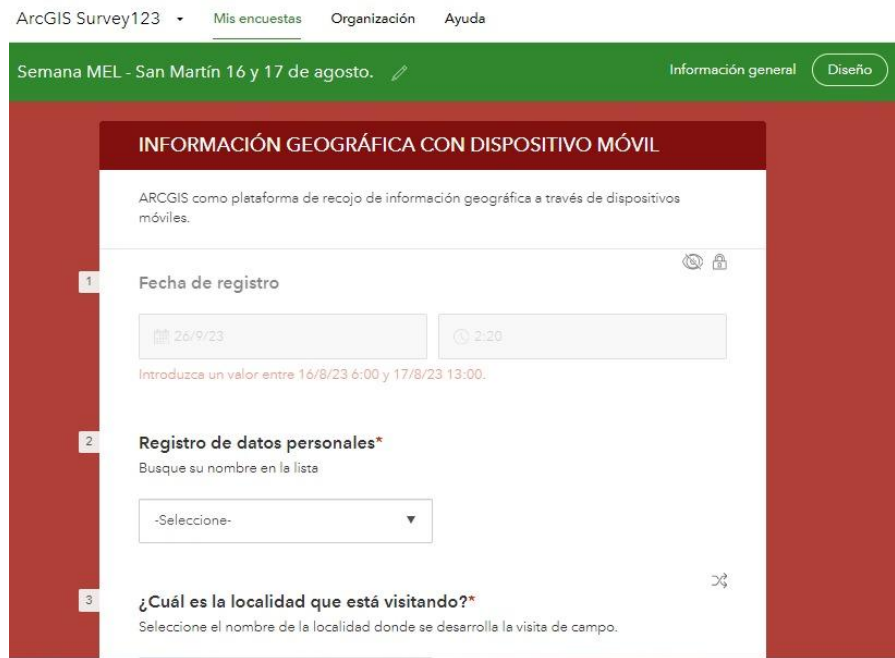 ArcGIS Survey123
Mis encuestas
Organización
Ayuda
Semana MEL - San Martín 16 y 17 de agosto.
Información general
Diseño
INFORMACIÓN GEOGRÁFICA CON DISPOSITIVO MÓVIL
ARCGIS como plataforma de recojo de información geográfica a través de dispositivos
móviles.
1
Fecha de registro
26/9/23
2:20
Introduzca un valor entre 16/8/23 6:00 y 17/8/23 13:00.
2
Registro de datos personales*
Busque su nombre en la lista
-Seleccione-
3
¿Cuál es la localidad que está visitando?*
Seleccione el nombre de la localidad donde se desarrolla la visita de campo.